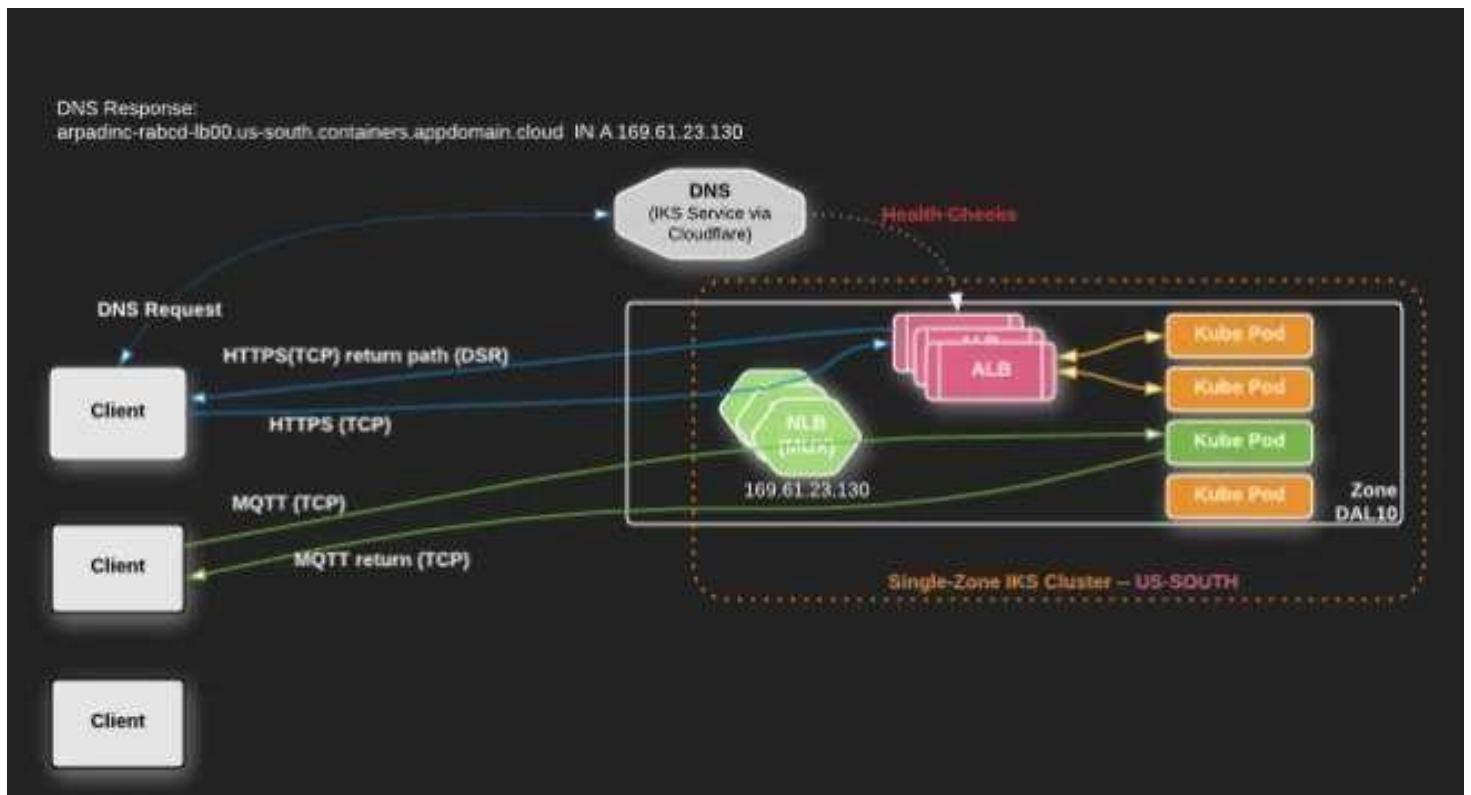 DNS Response:
arpadinc-rabcd-lb00.us-south.containers.appdomain.cloud IN A 169.61.23.130
DNS
(IKS Service via
Cloudflare)
Health Checks
DNS Request
HTTPS(TCP) return path (DSR)
HTTPS (TCP)
Client
ALB
ALB
Kube Pod
Kube Pod
Kube Pod
Kube Pod
NLB
(MUX)
169.61.23.130
Zone
DAL10
MQTT (TCP)
MQTT return (TCP)
Client
Single-Zone IKS Cluster -- US-SOUTH
Client